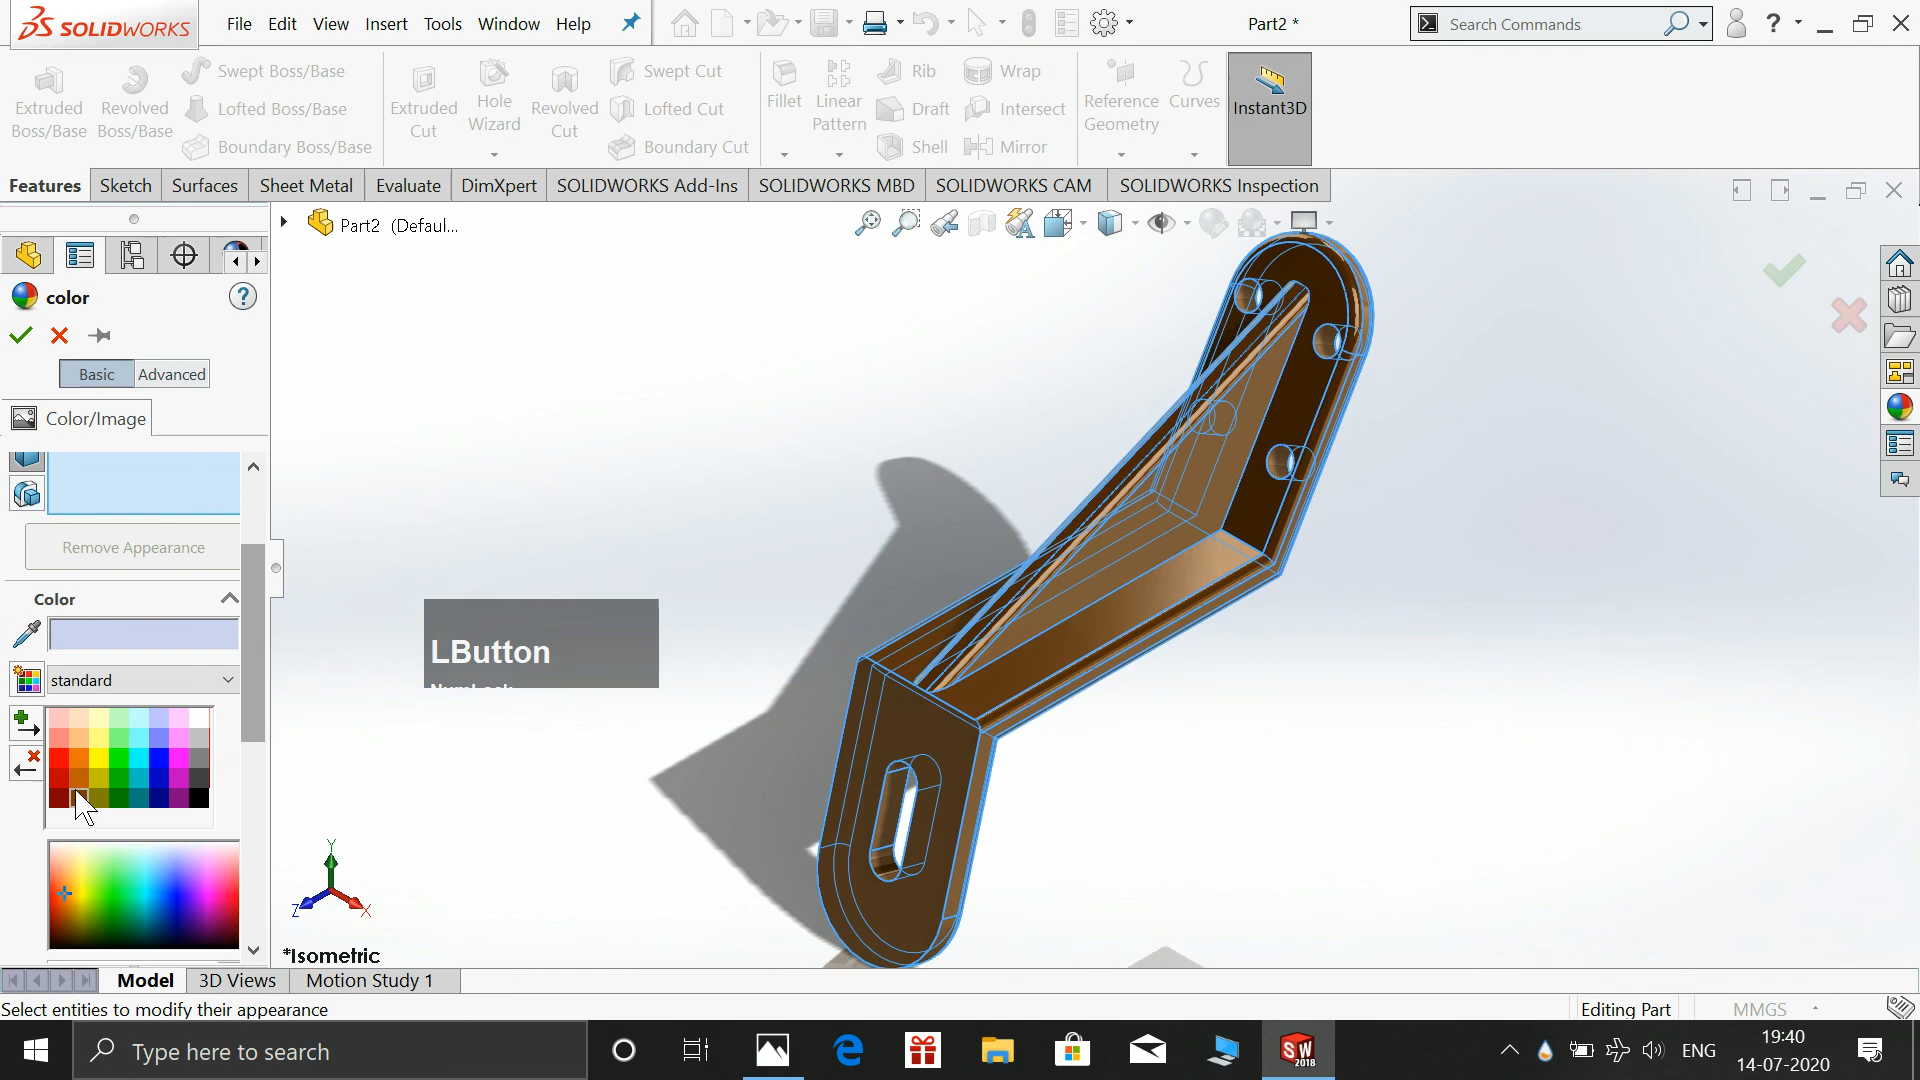 SOLIDWORKS
File Edit View Insert Tools Window Help
Part2 *
Search Commands
Extruded Boss/Base
Revolved Boss/Base
Swept Boss/Base
Lofted Boss/Base
Boundary Boss/Base
Extruded Cut
Hole Wizard
Revolved Cut
Swept Cut
Lofted Cut
Boundary Cut
Fillet
Linear Pattern
Rib
Draft
Shell
Wrap
Intersect
Mirror
Reference Geometry
Curves
Instant3D
Features Sketch Surfaces Sheet Metal Evaluate DimXpert SOLIDWORKS Add-Ins SOLIDWORKS MBD SOLIDWORKS CAM SOLIDWORKS Inspection
Part2 (Defaul...
color
Basic Advanced
Color/Image
Remove Appearance
Color
standard
LButton
Y
Z
X
*Isometric
Model 3D Views Motion Study 1
Select entities to modify their appearance
Editing Part
MMGS
Type here to search
SW
2018
ENG
19:40
14-07-2020